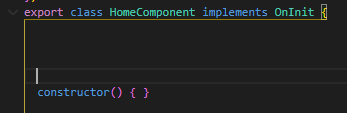 export class HomeComponent implements OnInit {
constructor() { }